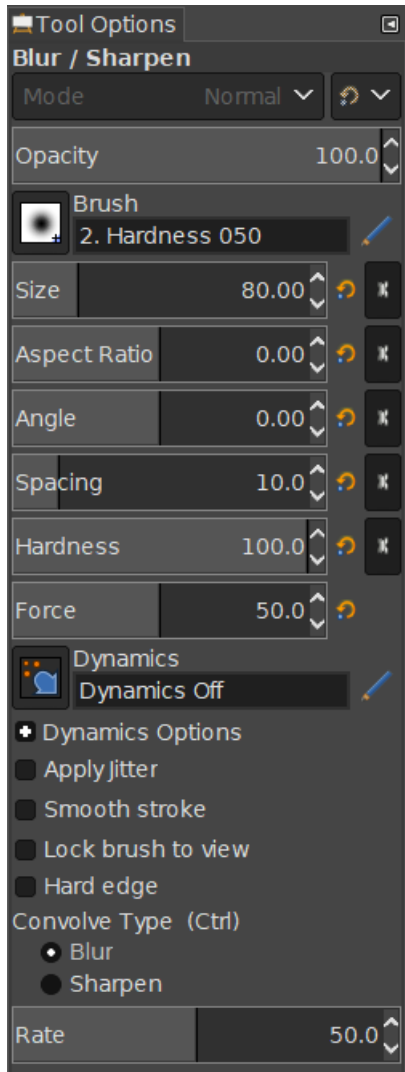 Tool Options
Blur / Sharpen
Mode Normal
Opacity 100.0
Brush
2. Hardness 050
Size 80.00
Aspect Ratio 0.00
Angle 0.00
Spacing 10.0
Hardness 100.0
Force 50.0
Dynamics
Dynamics Off
Dynamics Options
Apply Jitter
Smooth stroke
Lock brush to view
Hard edge
Convolve Type (Ctrl)
Blur
Sharpen
Rate 50.0